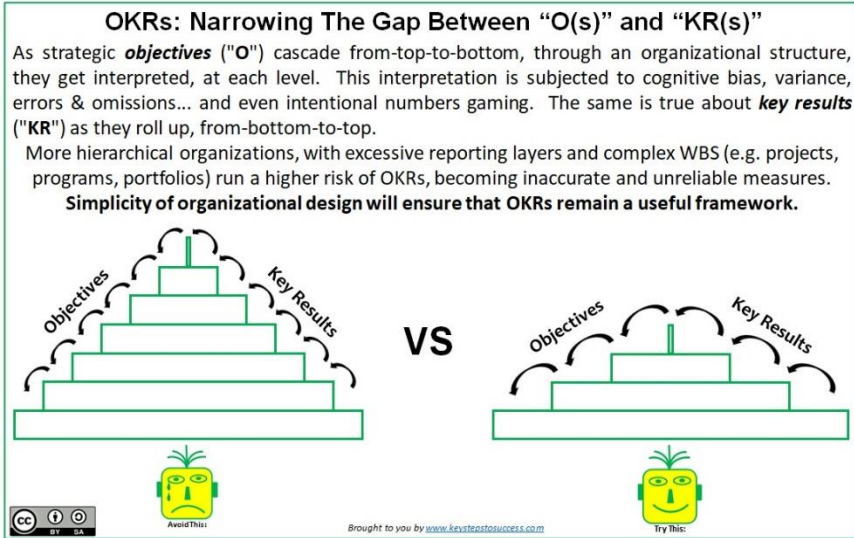 OKRs: Narrowing The Gap Between “O(s)” and “KR(s)”
As strategic objectives ("O") cascade from-top-to-bottom, through an organizational structure,
they get interpreted, at each level. This interpretation is subjected to cognitive bias, variance,
errors & omissions... and even intentional numbers gaming. The same is true about key results
("KR") as they roll up, from-bottom-to-top.
More hierarchical organizations, with excessive reporting layers and complex WBS (e.g. projects,
programs, portfolios) run a higher risk of OKRs, becoming inaccurate and unreliable measures.
Simplicity of organizational design will ensure that OKRs remain a useful framework.
Objectives
Key Results
VS
Objectives
Key Results
Avoid This:
Try This:
cc
BY SA
Brought to you by www.keystepstosuccess.com